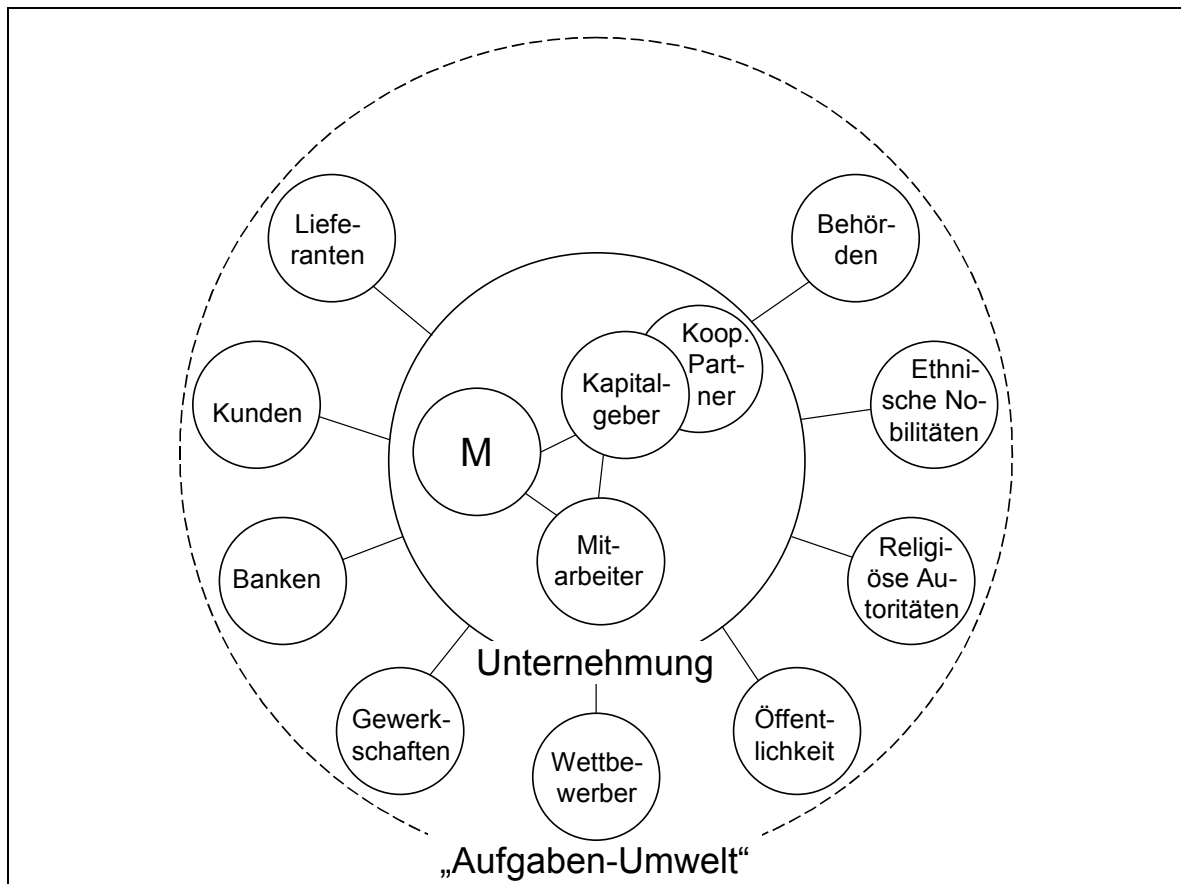 Liefe-
ranten
Behör-
den
Koop.
Part-
ner
Kapital-
geber
Ethni-
sche No-
bilitäten
Kunden
M
Mit-
arbeiter
Banken
Religi-
öse Au-
toritäten
Unternehmung
Gewerk-
schaften
Öffent-
lichkeit
Wettbe-
werber
„Aufgaben-Umwelt“